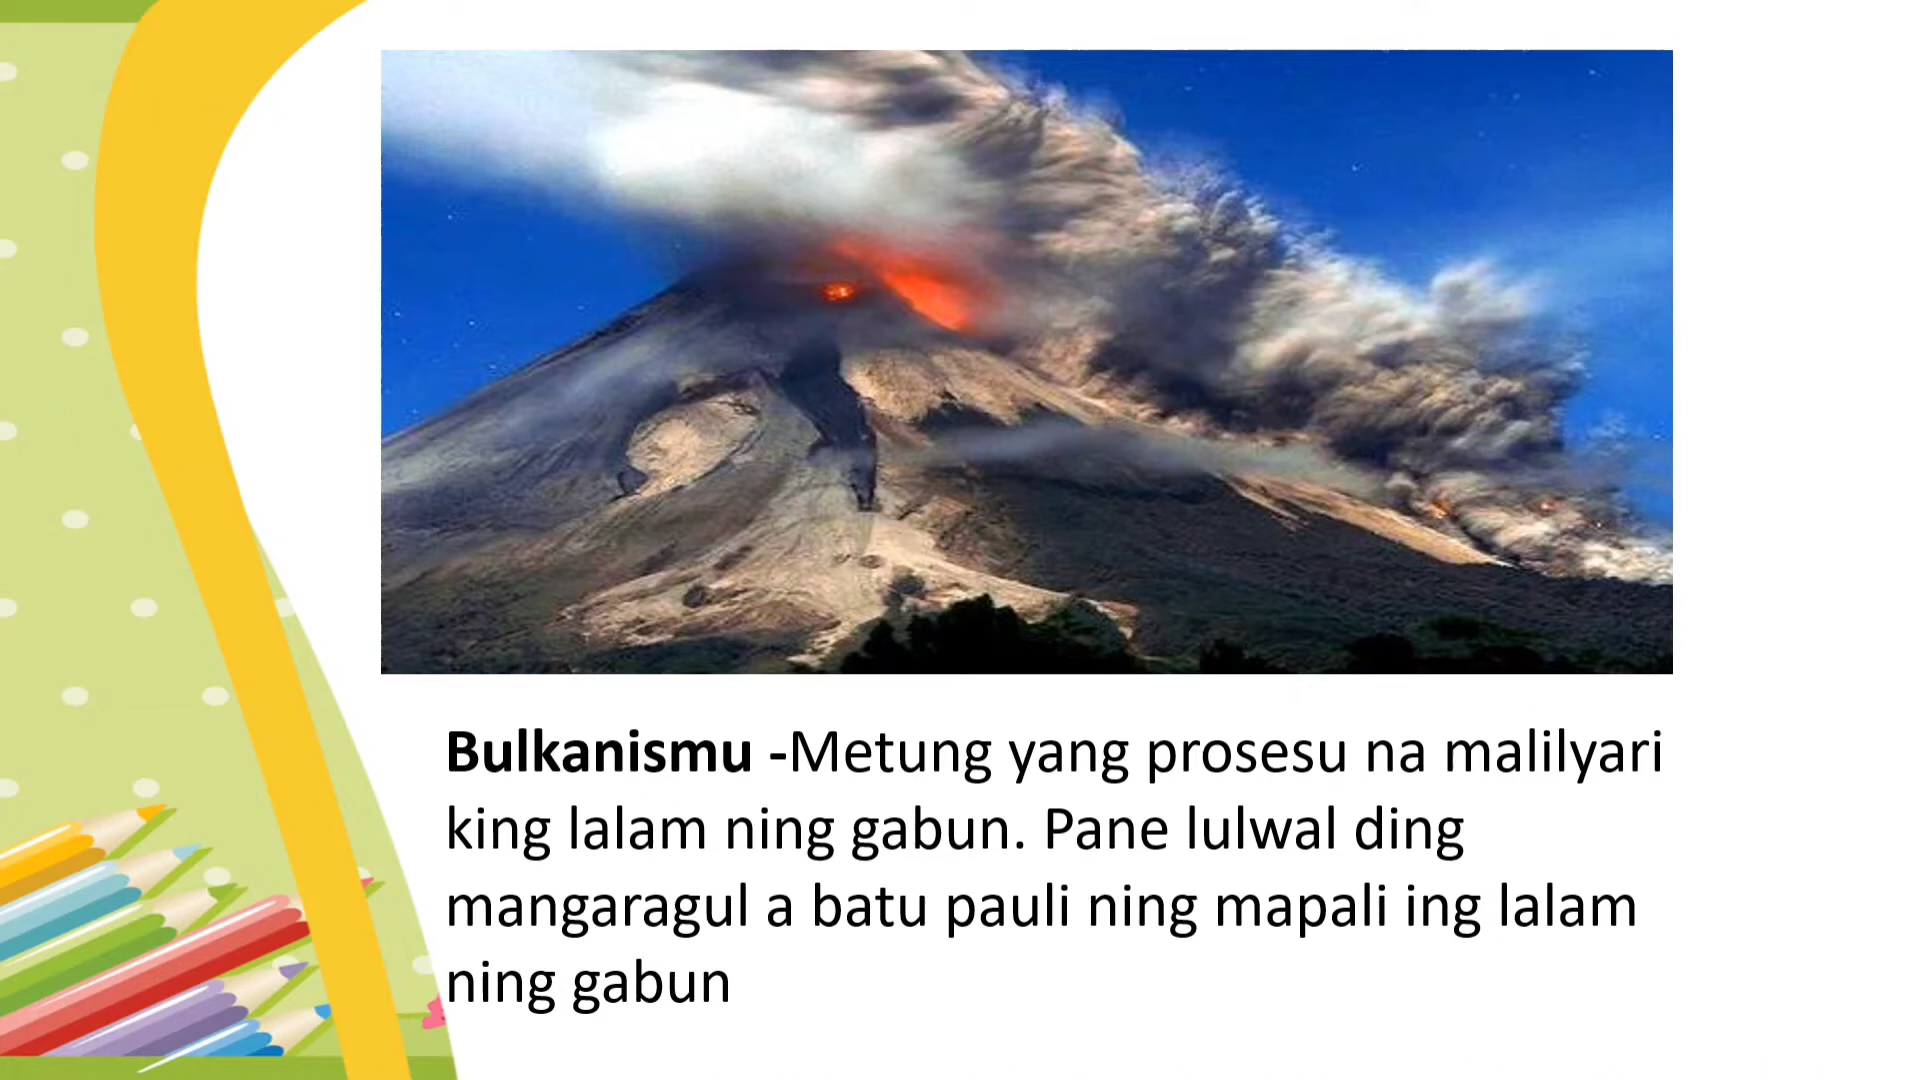 Bulkanismu -Metung yang prosesu na malilyari
king lalam ning gabun. Pane lulwal ding
mangaragul a batu pauli ning mapali ing lalam
ning gabun